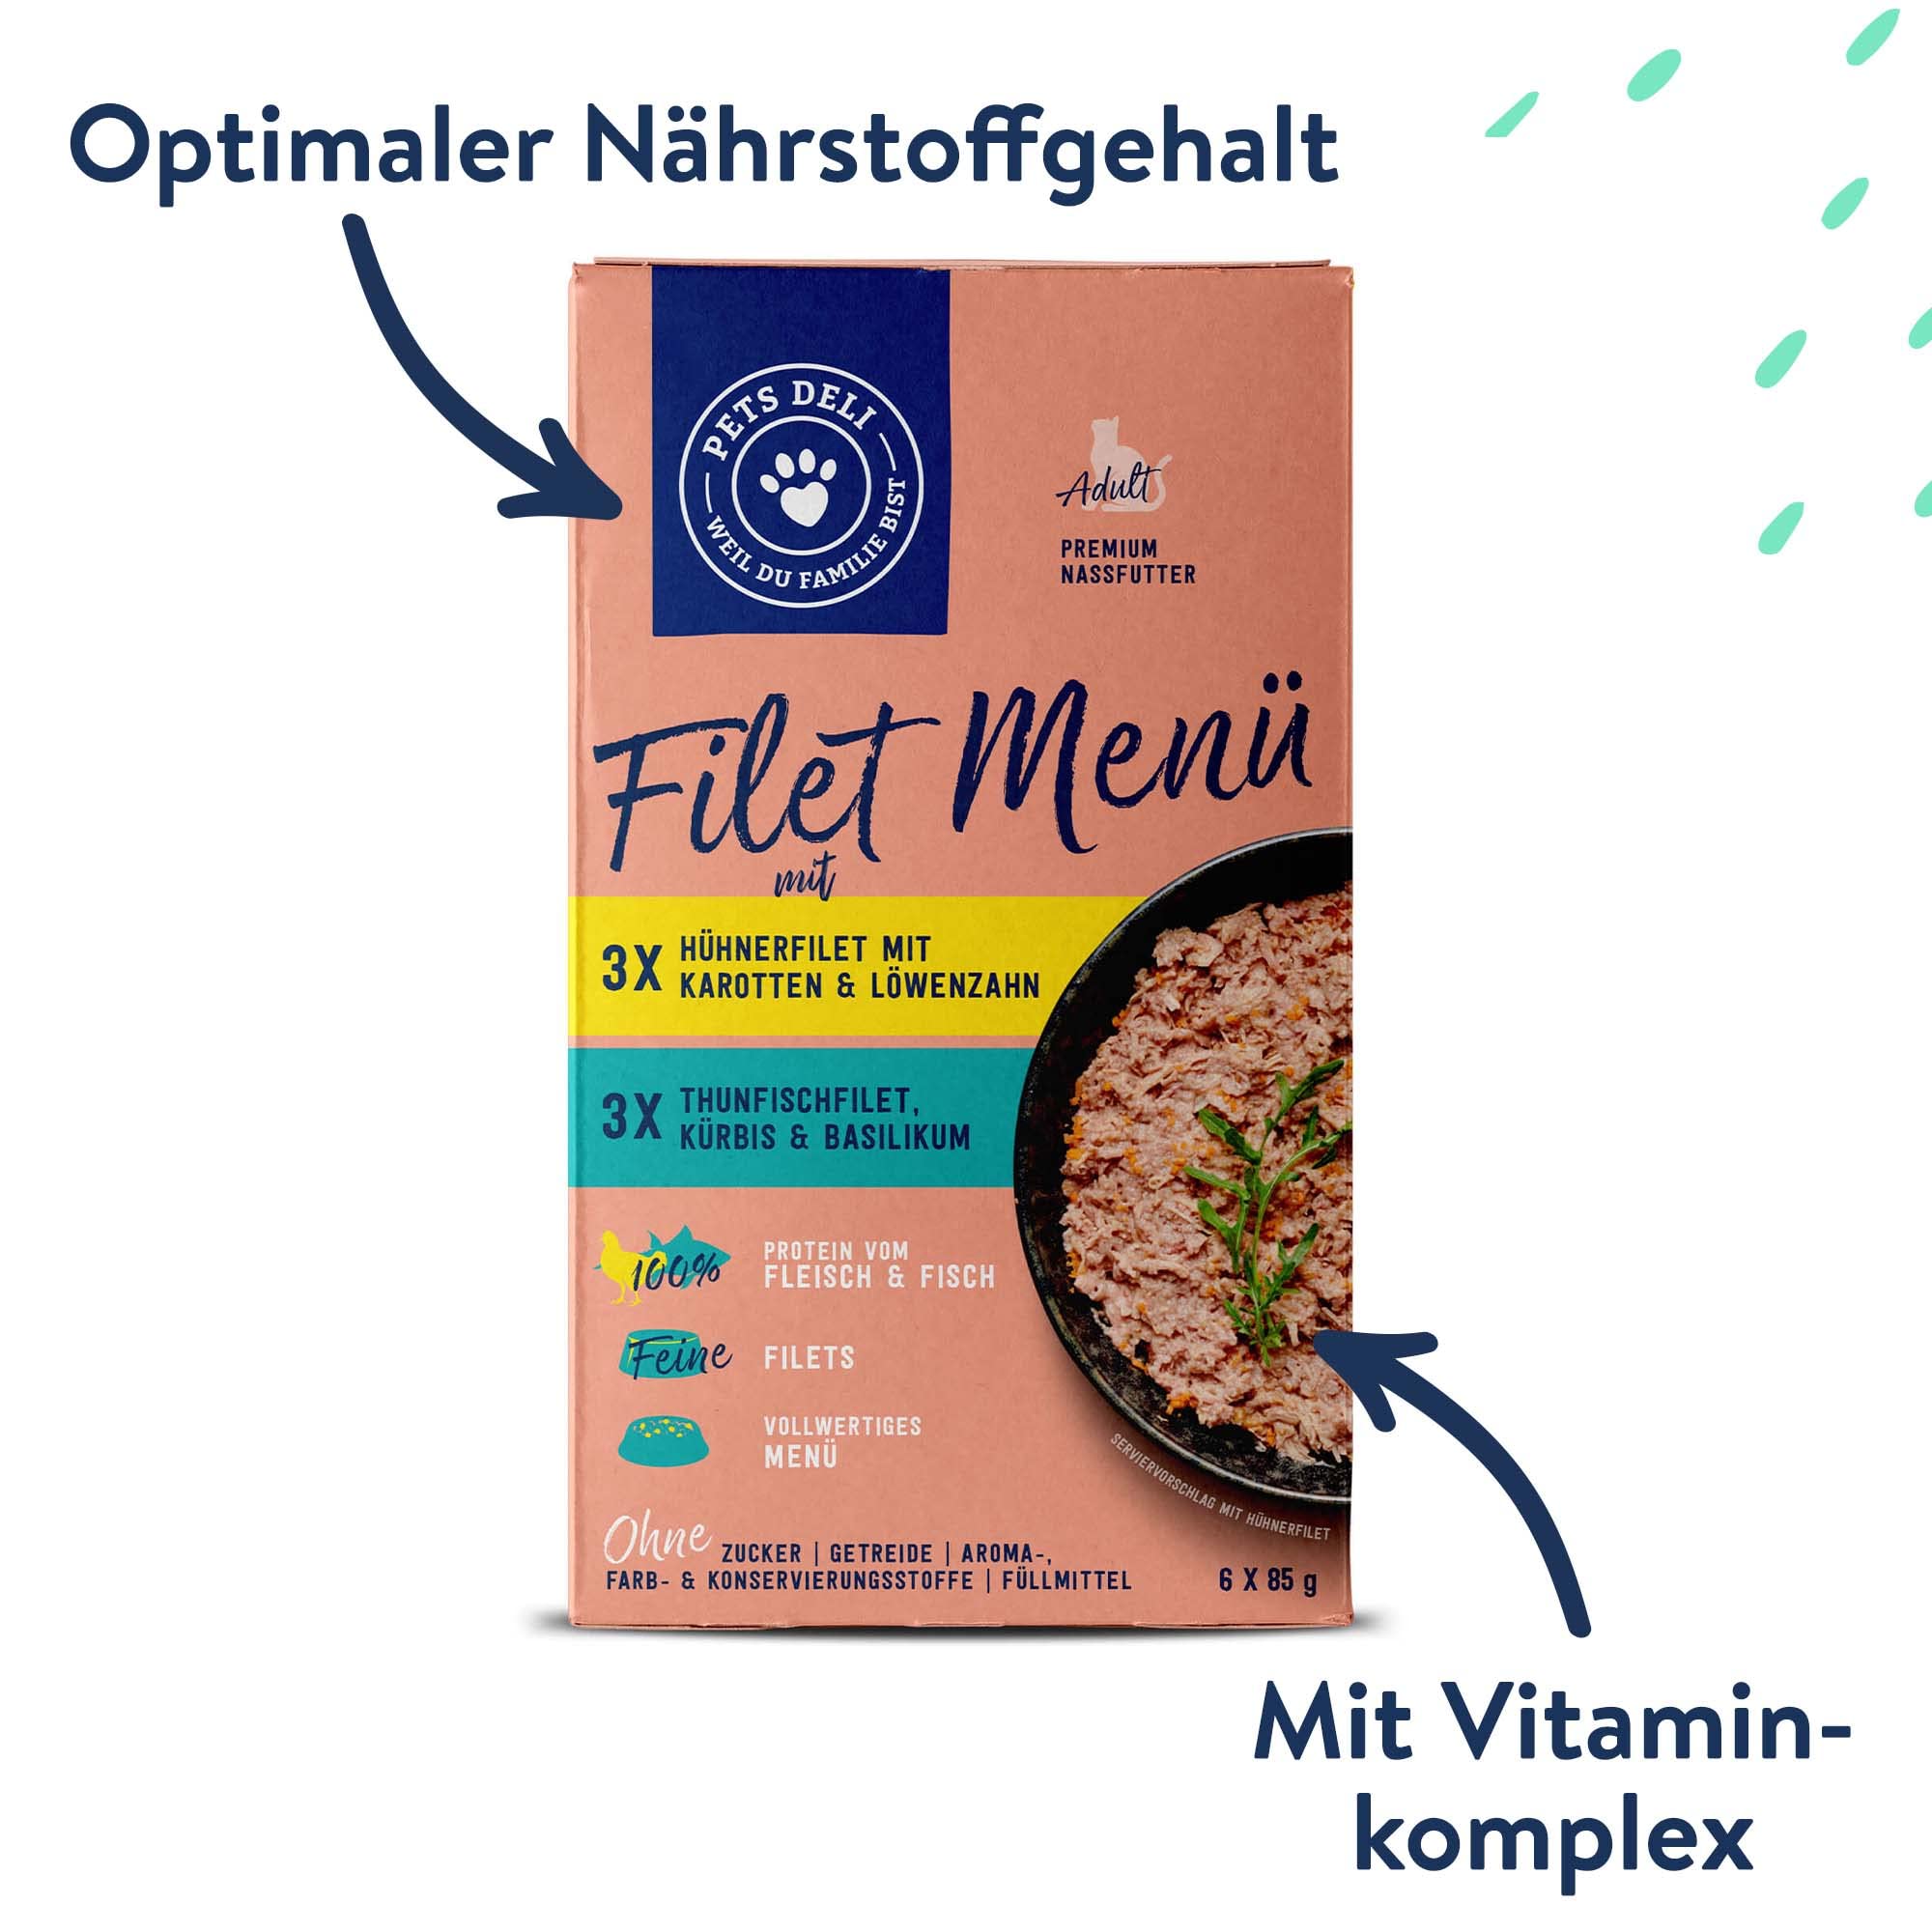 Optimaler Nährstoffgehalt
PETS DELI
WEIL DU FAMILIE BIST
Adult
PREMIUM
NASSFUTTER
Filet Menü
mit
3X HÜHNERFILET MIT
KAROTTEN & LÖWENZAHN
3X THUNFISCHFILET,
KÜRBIS & BASILIKUM
100% PROTEIN VOM
FLEISCH & FISCH
Feine FILETS
VOLLWERTIGES
MENÜ
SERVIERVORSCHLAG MIT HÜHNERFILET
Ohne ZUCKER | GETREIDE | AROMA-,
FARB- & KONSERVIERUNGSSTOFFE | FÜLLMITTEL
6 X 85 g
Mit Vitamin-
komplex